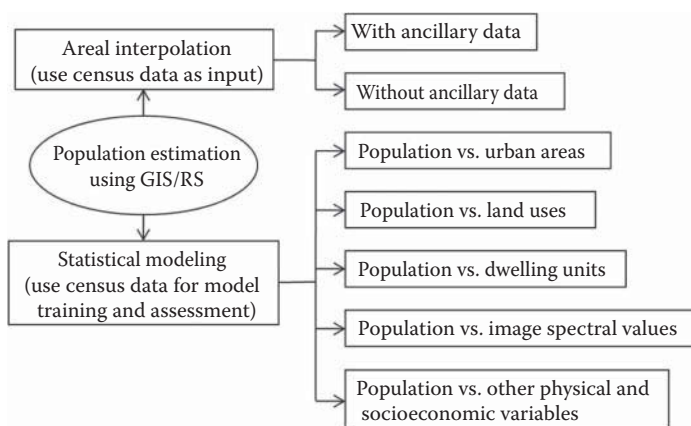 Areal interpolation
(use census data as input)
With ancillary data
Without ancillary data
Population estimation
using GIS/RS
Statistical modeling
(use census data for model
training and assessment)
Population vs. urban areas
Population vs. land uses
Population vs. dwelling units
Population vs. image spectral values
Population vs. other physical and
socioeconomic variables